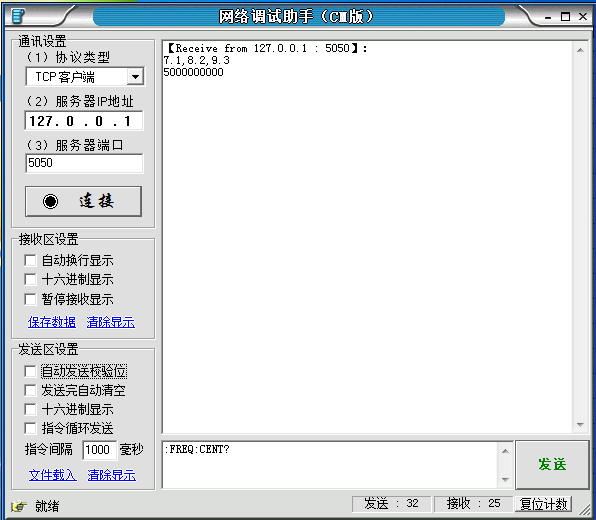 网络调试助手（CM版）
通讯设置
（1）协议类型
TCP客户端
（2）服务器IP地址
127. 0 . 0 . 1
（3）服务器端口
5050
连接
接收区设置
自动换行显示
十六进制显示
暂停接收显示
保存数据 清除显示
发送区设置
自动发送校验位
发送完自动清空
十六进制显示
指令循环发送
指令间隔 1000 毫秒
文件载入 清除显示
【Receive from 127.0.0.1 : 5050】:
7.1,8.2,9.3
5000000000
:FREQ:CENT?
发送
就绪
发送 : 32 接收 : 25 复位计数